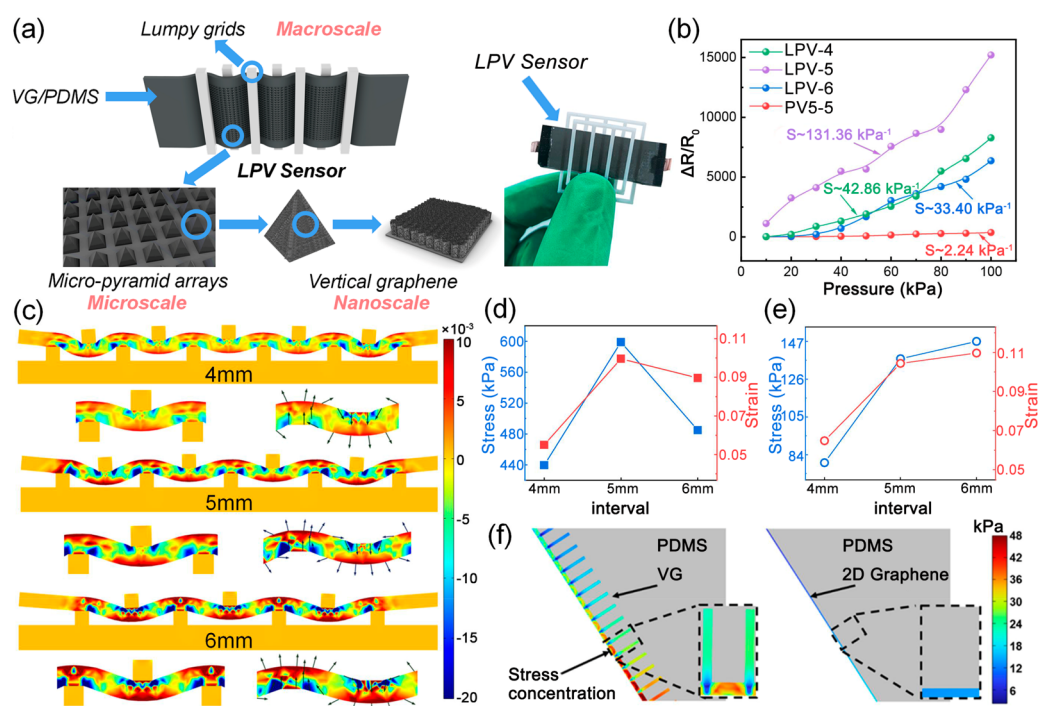 (a)
Lumpy grids
Macroscale
VG/PDMS
LPV Sensor
LPV Sensor
Micro-pyramid arrays
Microscale
Vertical graphene
Nanoscale
(b)
LPV-4
LPV-5
LPV-6
PV5-5
S~131.36 kPa⁻¹
S~42.86 kPa⁻¹
S~33.40 kPa⁻¹
S~2.24 kPa⁻¹
15000
10000
5000
0
ΔR/R₀
0 20 40 60 80 100
Pressure (kPa)
(c)
4mm
5mm
6mm
×10⁻³
10
5
0
-5
-10
-15
-20
(d)
600
560
520
480
440
Stress (kPa)
0.11
0.09
0.07
0.05
Strain
4mm 5mm 6mm
interval
(e)
147
126
105
84
Stress (kPa)
0.11
0.09
0.07
0.05
Strain
4mm 5mm 6mm
interval
(f)
PDMS
VG
Stress
concentration
PDMS
2D Graphene
kPa
48
42
36
30
24
18
12
6